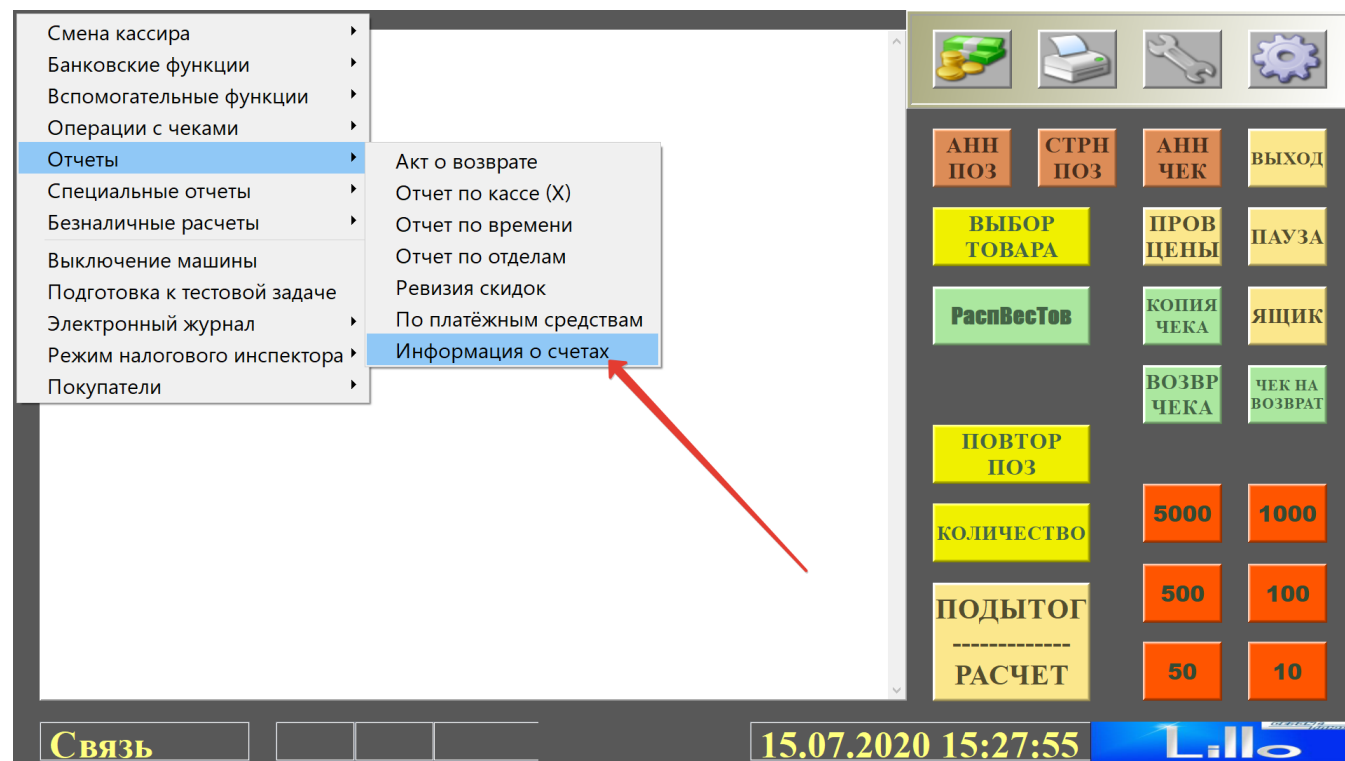 Смена кассира
Банковские функции
Вспомогательные функции
Операции с чеками
Отчеты
Специальные отчеты
Безналичные расчеты
Выключение машины
Подготовка к тестовой задаче
Электронный журнал
Режим налогового инспектора
Покупатели
Акт о возврате
Отчет по кассе (X)
Отчет по времени
Отчет по отделам
Ревизия скидок
По платёжным средствам
Информация о счетах
АНН
ПОЗ
СТРН
ПОЗ
АНН
ЧЕК
ВЫХОД
ВЫБОР
ТОВАРА
ПРОВ
ЦЕНЫ
ПАУЗА
РаспВесТов
КОПИЯ
ЧЕКА
ЯЩИК
ВОЗВР
ЧЕКА
ЧЕК НА
ВОЗВРАТ
ПОВТОР
ПОЗ
КОЛИЧЕСТВО
5000
1000
ПОДЫТОГ
-------------
РАСЧЕТ
500
100
50
10
Связь
15.07.2020 15:27:55
Lillo